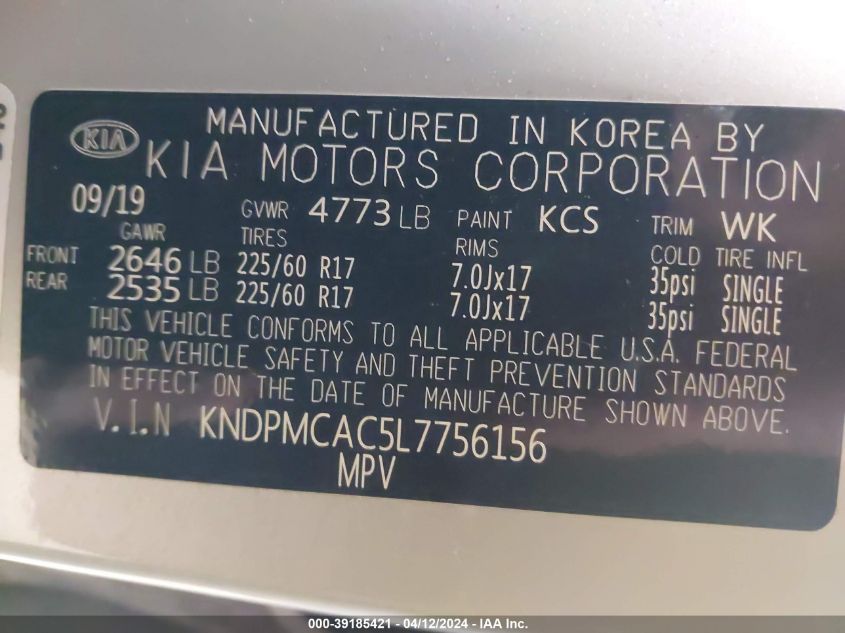 KIA MANUFACTURED IN KOREA BY
KIA MOTORS CORPORATION
09/19 GVWR 4773 LB PAINT KCS TRIM WK
GAWR TIRES RIMS COLD TIRE INFL
FRONT 2646 LB 225/60 R17 7.0Jx17 35psi SINGLE
REAR 2535 LB 225/60 R17 7.0Jx17 35psi SINGLE
THIS VEHICLE CONFORMS TO ALL APPLICABLE U.S.A. FEDERAL
MOTOR VEHICLE SAFETY AND THEFT PREVENTION STANDARDS
IN EFFECT ON THE DATE OF MANUFACTURE SHOWN ABOVE.
V.I.N KNDPMCAC5L7756156
MPV
000-39185421 - 04/12/2024 - IAA Inc.